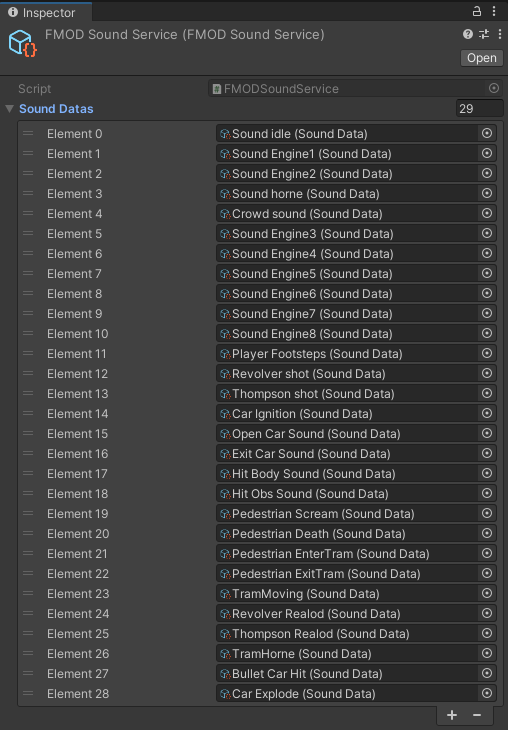 Inspector
FMOD Sound Service (FMOD Sound Service)
Open
Script FMODSoundService
Sound Datas 29
Element 0 Sound idle (Sound Data)
Element 1 Sound Engine1 (Sound Data)
Element 2 Sound Engine2 (Sound Data)
Element 3 Sound horne (Sound Data)
Element 4 Crowd sound (Sound Data)
Element 5 Sound Engine3 (Sound Data)
Element 6 Sound Engine4 (Sound Data)
Element 7 Sound Engine5 (Sound Data)
Element 8 Sound Engine6 (Sound Data)
Element 9 Sound Engine7 (Sound Data)
Element 10 Sound Engine8 (Sound Data)
Element 11 Player Footsteps (Sound Data)
Element 12 Revolver shot (Sound Data)
Element 13 Thompson shot (Sound Data)
Element 14 Car Ignition (Sound Data)
Element 15 Open Car Sound (Sound Data)
Element 16 Exit Car Sound (Sound Data)
Element 17 Hit Body Sound (Sound Data)
Element 18 Hit Obs Sound (Sound Data)
Element 19 Pedestrian Scream (Sound Data)
Element 20 Pedestrian Death (Sound Data)
Element 21 Pedestrian EnterTram (Sound Data)
Element 22 Pedestrian ExitTram (Sound Data)
Element 23 TramMoving (Sound Data)
Element 24 Revolver Realod (Sound Data)
Element 25 Thompson Realod (Sound Data)
Element 26 TramHorne (Sound Data)
Element 27 Bullet Car Hit (Sound Data)
Element 28 Car Explode (Sound Data)